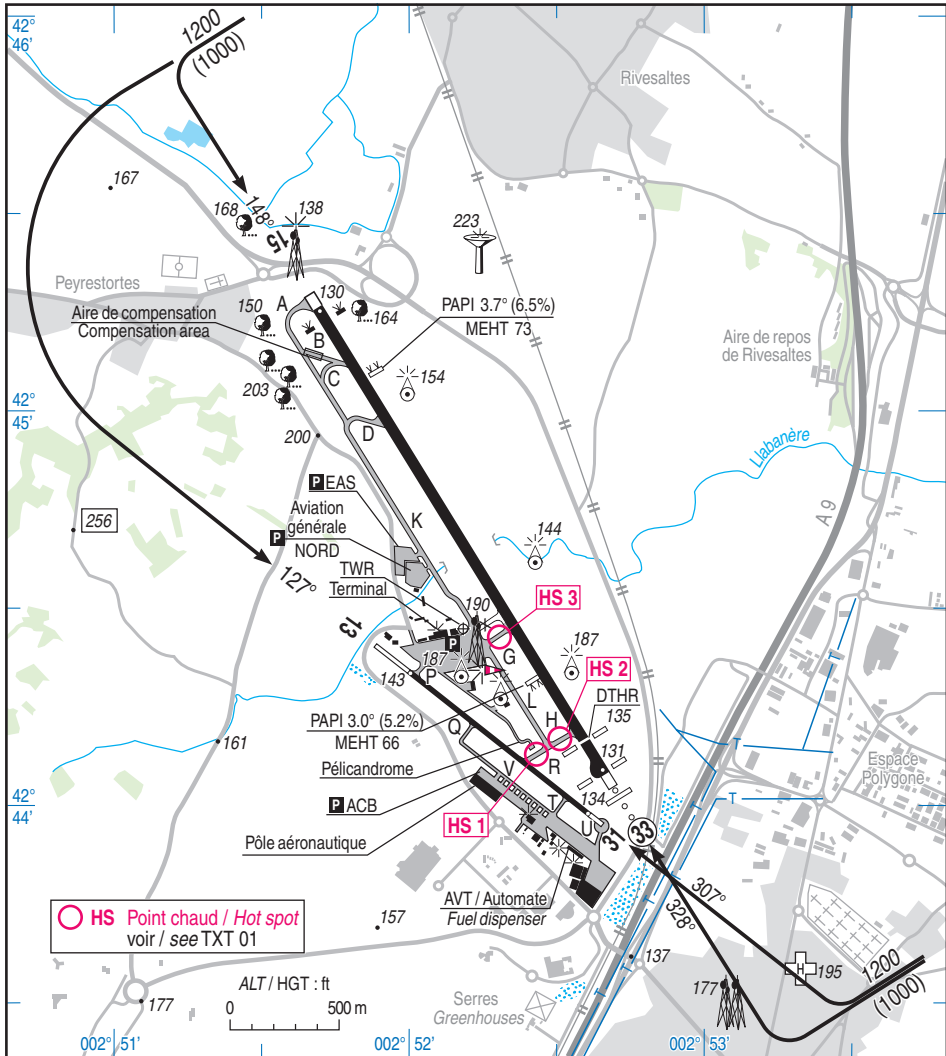 42°
46'
1200
(1000)
Rivesaltes
167
168
148°
15
138
223
Peyrestortes
130
A
150
164
PAPI 3.7° (6.5%)
MEHT 73
Aire de compensation
Compensation area
B
C
154
203
Aire de repos
de Rivesaltes
42°
45'
200
D
Llabanère
A 9
P EAS
K
256
Aviation
générale
P
NORD
144
127°
TWR
Terminal
190
HS 3
13
P
G
187
187
143
P
I
L
HS 2
DTHR
135
PAPI 3.0° (5.2%)
MEHT 66
H
Q
161
131
Espace
Polygone
Pélicandrome
V
R
T
T
134
42°
44'
P ACB
T
HS 1
U
T
Pôle aéronautique
31
33
307°
328°
AVT / Automate
Fuel dispenser
HS Point chaud / Hot spot
voir / see TXT 01
157
137
H
195
1200
(1000)
177
T
ALT / HGT : ft
0 500 m
177
Serres
Greenhouses
002° 51'
002° 52'
002° 53'